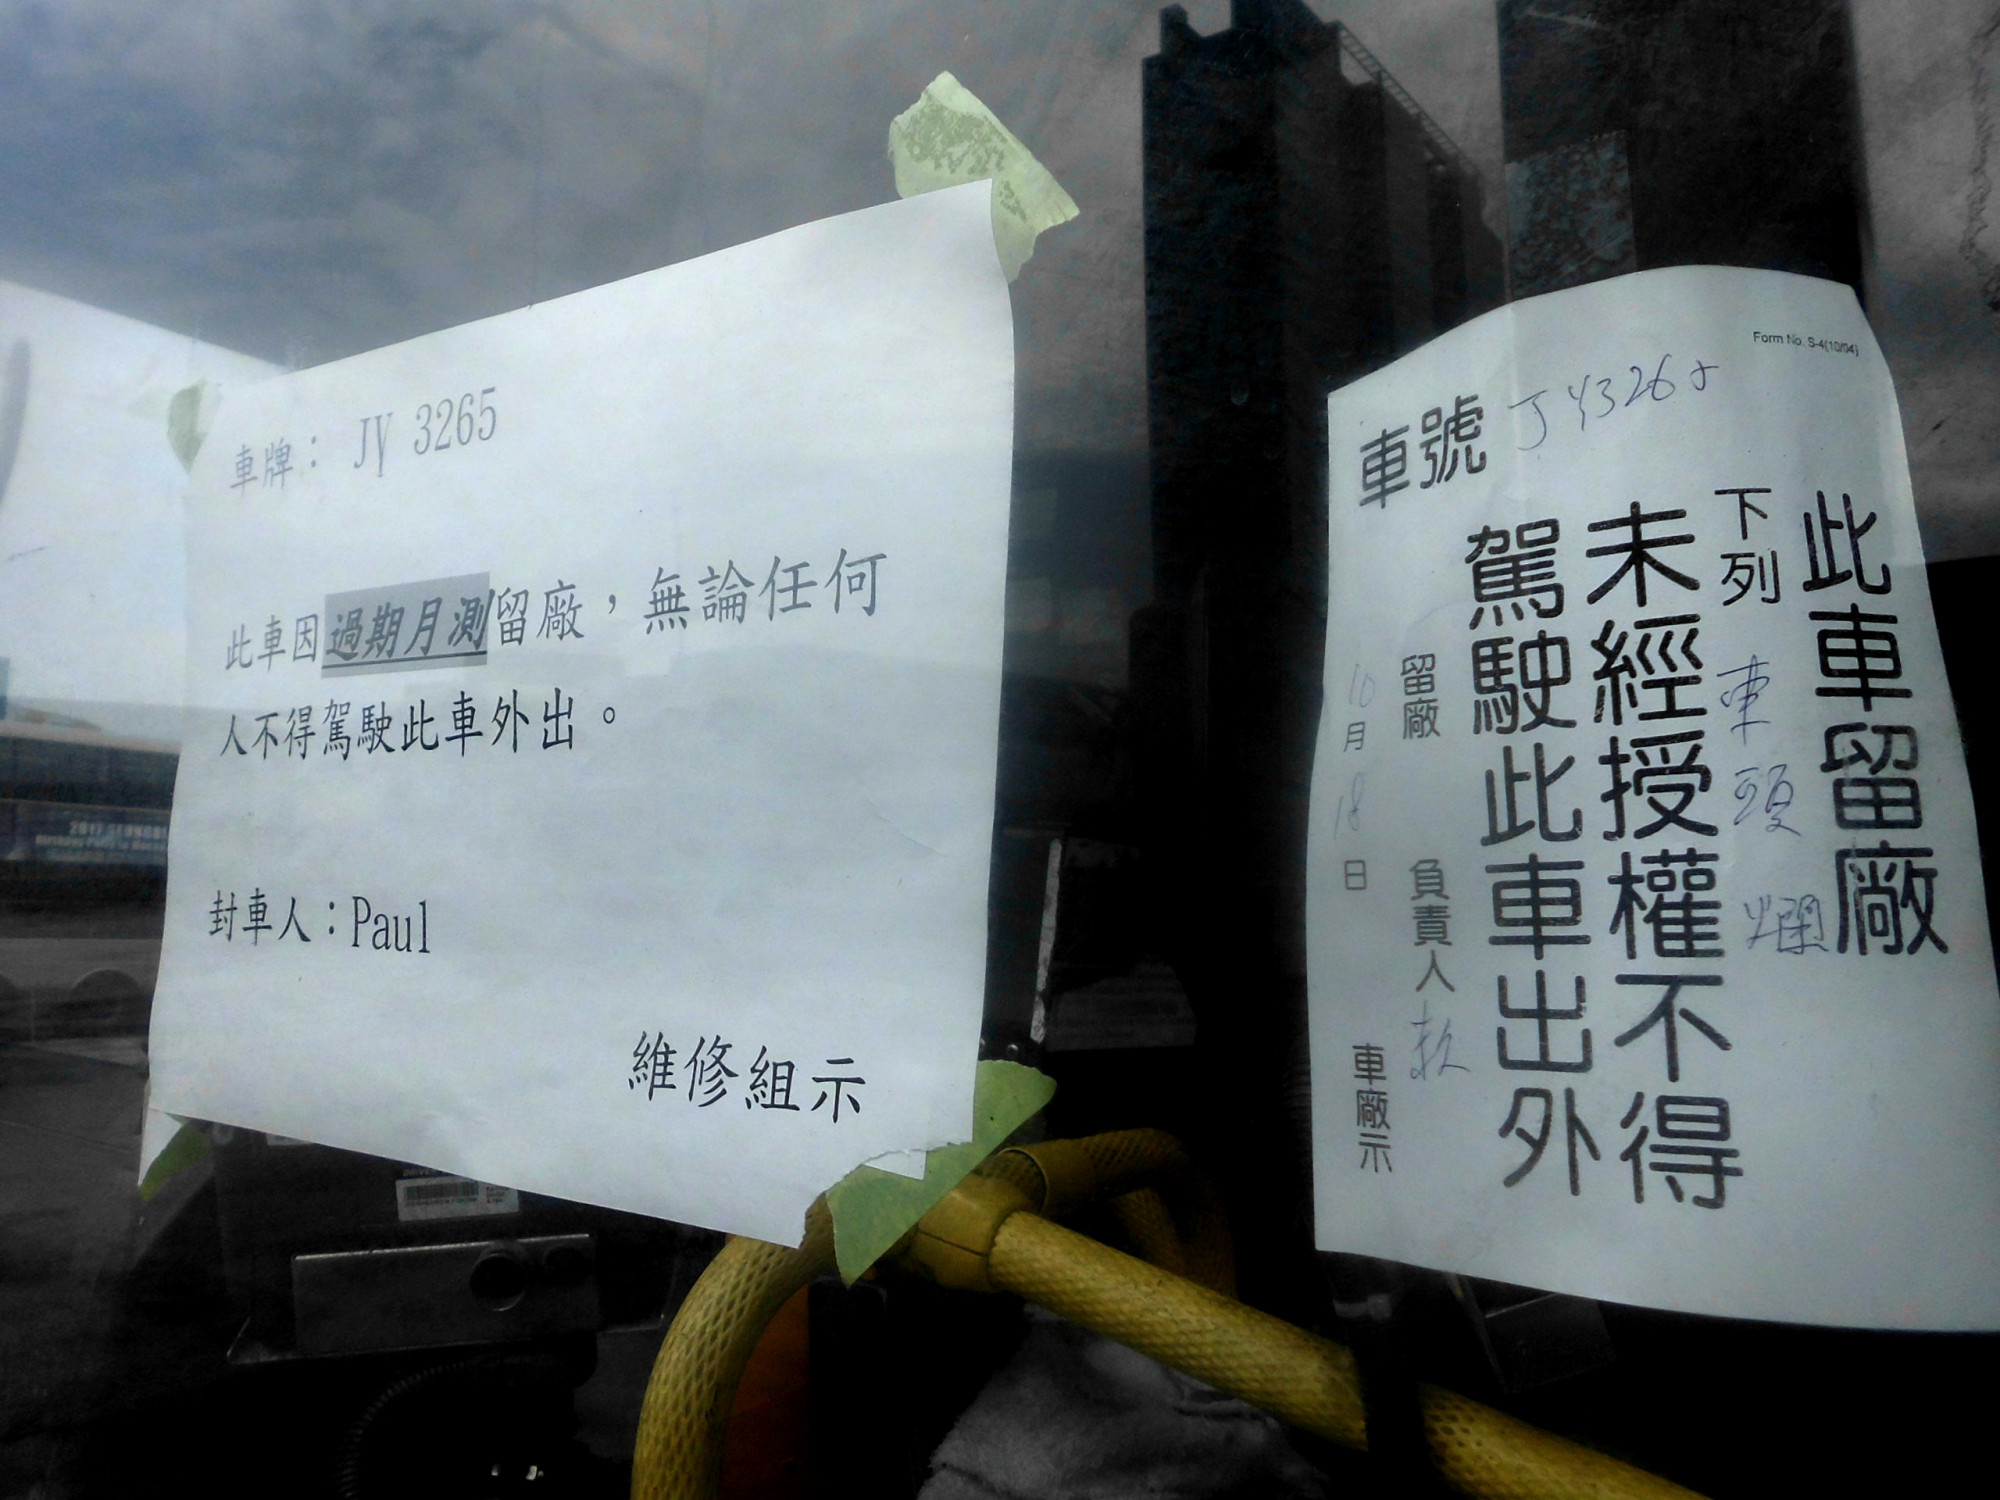 車牌： JY 3265
此車因過期月測留廠，無論任何
人不得駕駛此車外出。
封車人：Paul
維修組示
Form No. S-4(10/04)
車號 JY3265
此車留廠
下列 車頭爛
未經授權不得
駕駛此車出外
留廠 負責人
10月18日 車廠示